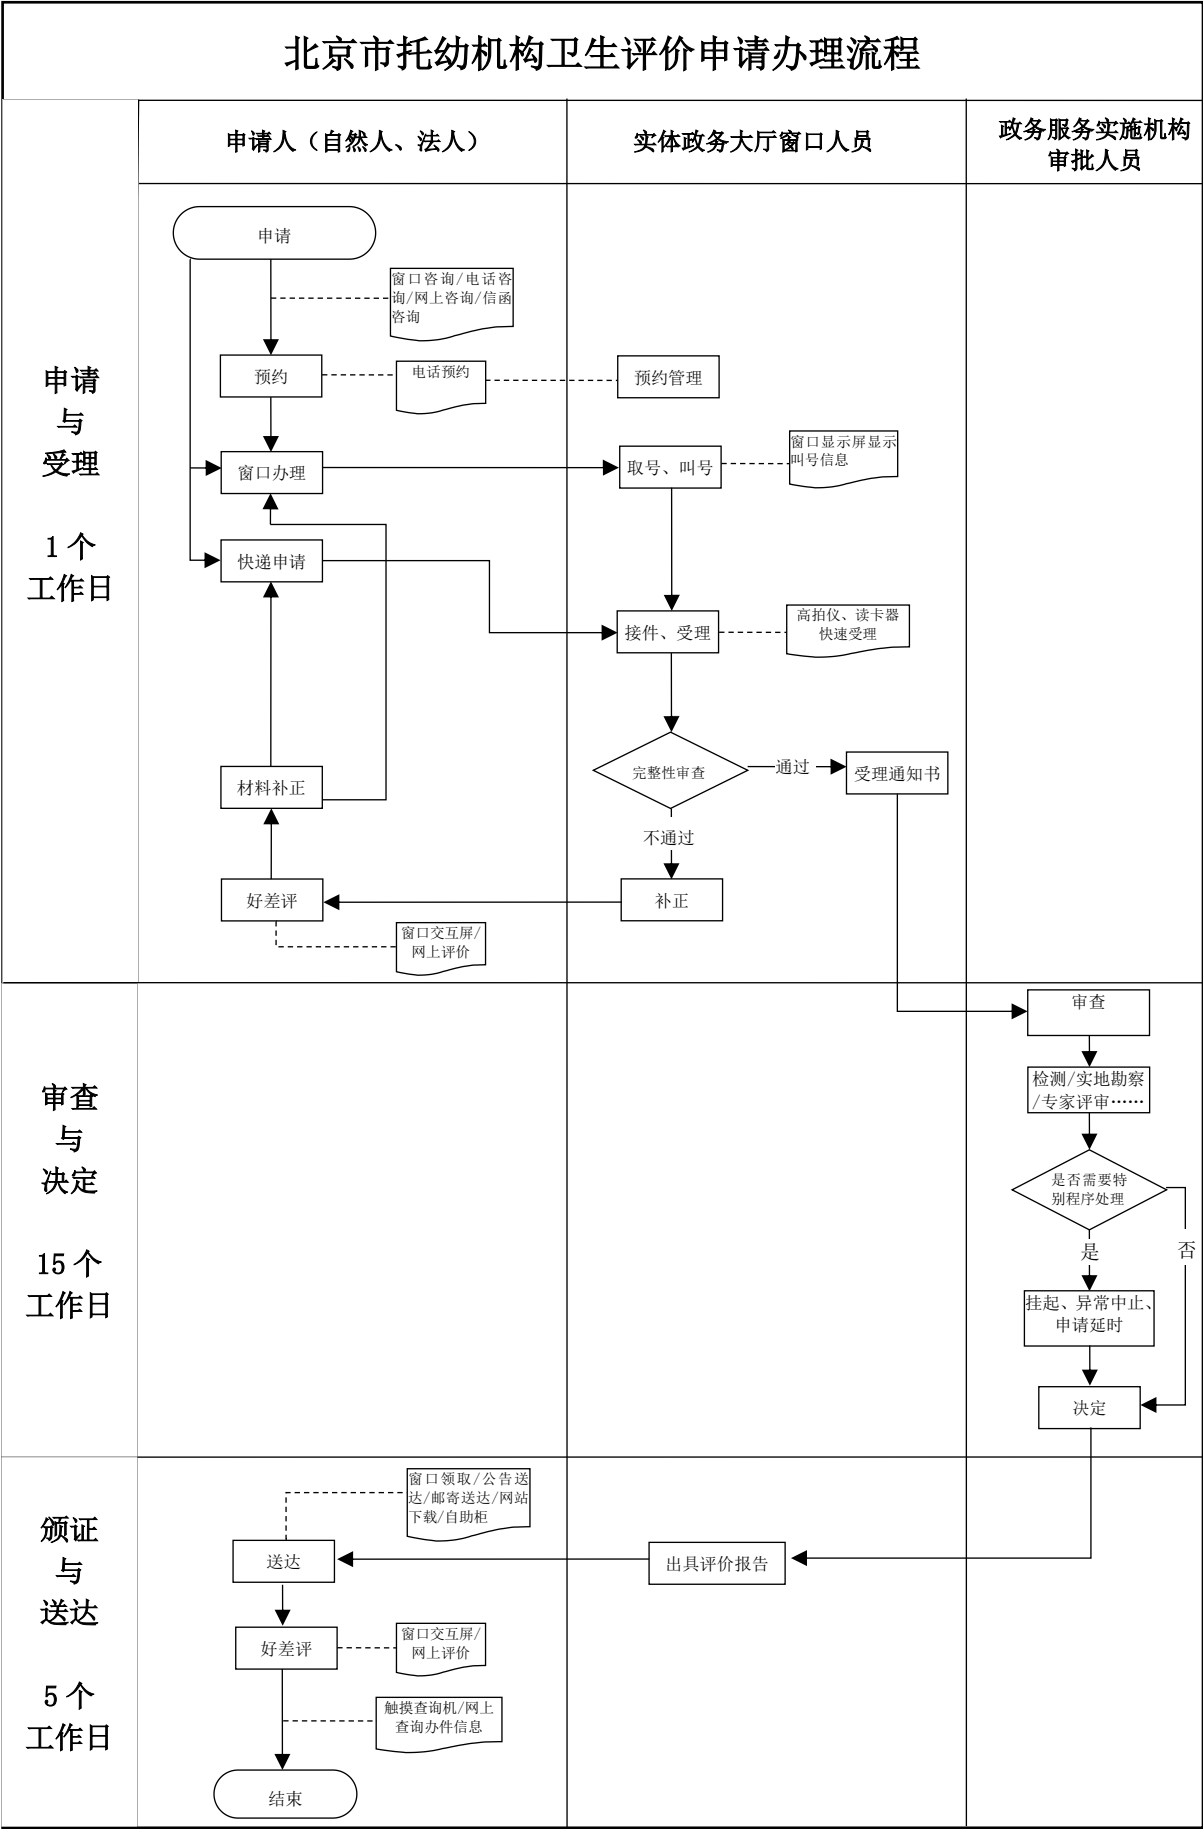 北京市托幼机构卫生评价申请办理流程
申请人（自然人、法人）
实体政务大厅窗口人员
政务服务实施机构
审批人员
申请
与
受理
1 个
工作日
申请
窗口咨询/电话咨
询/网上咨询/信函
咨询
预约
电话预约
预约管理
窗口办理
取号、叫号
窗口显示屏显示
叫号信息
快递申请
接件、受理
高拍仪、读卡器
快速受理
完整性审查
通过
受理通知书
材料补正
不通过
好差评
补正
窗口交互屏/
网上评价
审查
与
决定
15 个
工作日
审查
检测/实地勘察
/专家评审……
是否需要特
别程序处理
是
否
挂起、异常中止、
申请延时
决定
颁证
与
送达
5 个
工作日
窗口领取/公告送
达/邮寄送达/网站
下载/自助柜
送达
出具评价报告
好差评
窗口交互屏/
网上评价
触摸查询机/网上
查询办件信息
结束